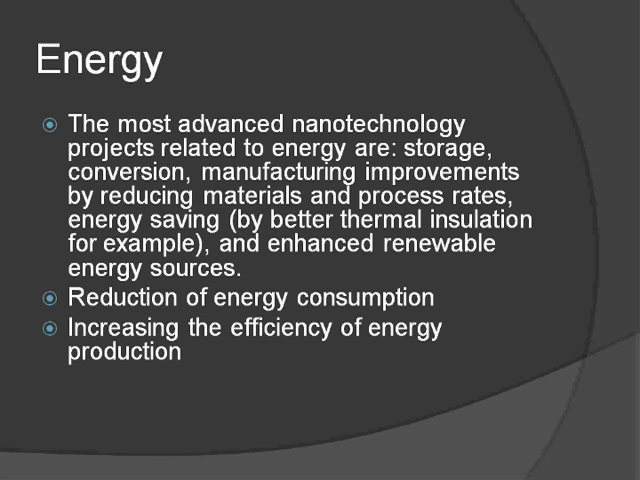 Energy
The most advanced nanotechnology
projects related to energy are: storage,
conversion, manufacturing improvements
by reducing materials and process rates,
energy saving (by better thermal insulation
for example), and enhanced renewable
energy sources.
Reduction of energy consumption
Increasing the efficiency of energy
production